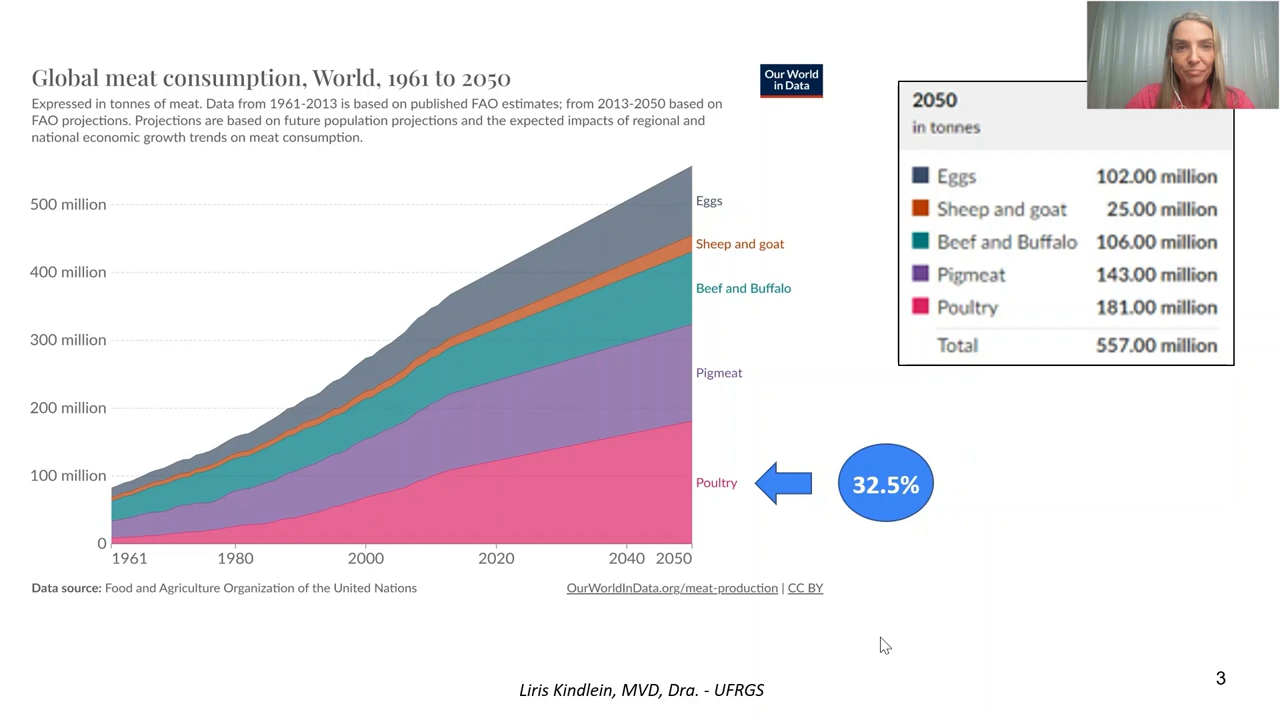 Global meat consumption, World, 1961 to 2050
Expressed in tonnes of meat. Data from 1961-2013 is based on published FAO estimates; from 2013-2050 based on
FAO projections. Projections are based on future population projections and the expected impacts of regional and
national economic growth trends on meat consumption.
Our World
in Data
500 million
400 million
300 million
200 million
100 million
0
1961
1980
2000
2020
2040
2050
Eggs
Sheep and goat
Beef and Buffalo
Pigmeat
Poultry
32.5%
Data source: Food and Agriculture Organization of the United Nations
OurWorldInData.org/meat-production | CC BY
2050
in tonnes
Eggs 102.00 million
Sheep and goat 25.00 million
Beef and Buffalo 106.00 million
Pigmeat 143.00 million
Poultry 181.00 million
Total 557.00 million
Liris Kindlein, MVD, Dra. - UFRGS
3